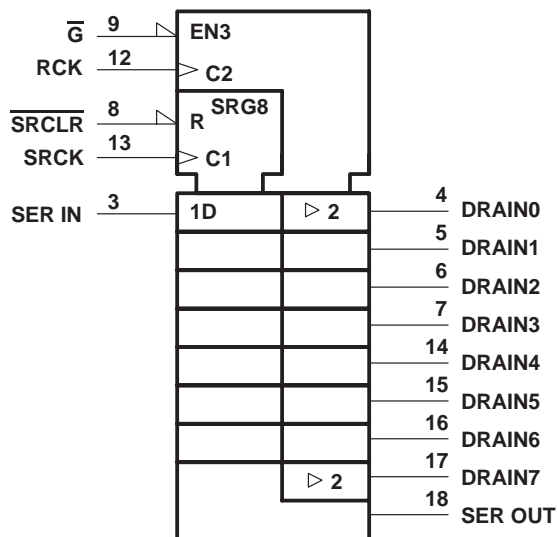 G 9 EN3
RCK 12 C2
SRG8
SRCLR 8 R
SRCK 13 C1
SER IN 3 1D 2 4 DRAIN0
5 DRAIN1
6 DRAIN2
7 DRAIN3
14 DRAIN4
15 DRAIN5
16 DRAIN6
2 17 DRAIN7
18 SER OUT